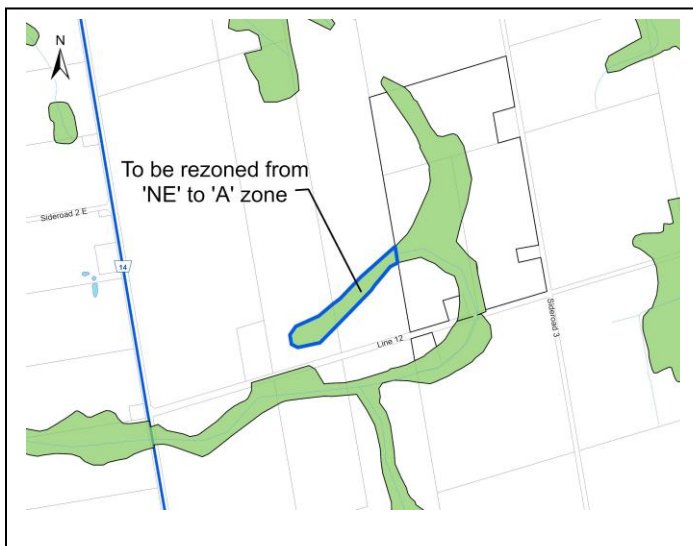 N
To be rezoned from
'NE' to 'A' zone
Sideroad 2 E
14
Line 12
Sideroad 3